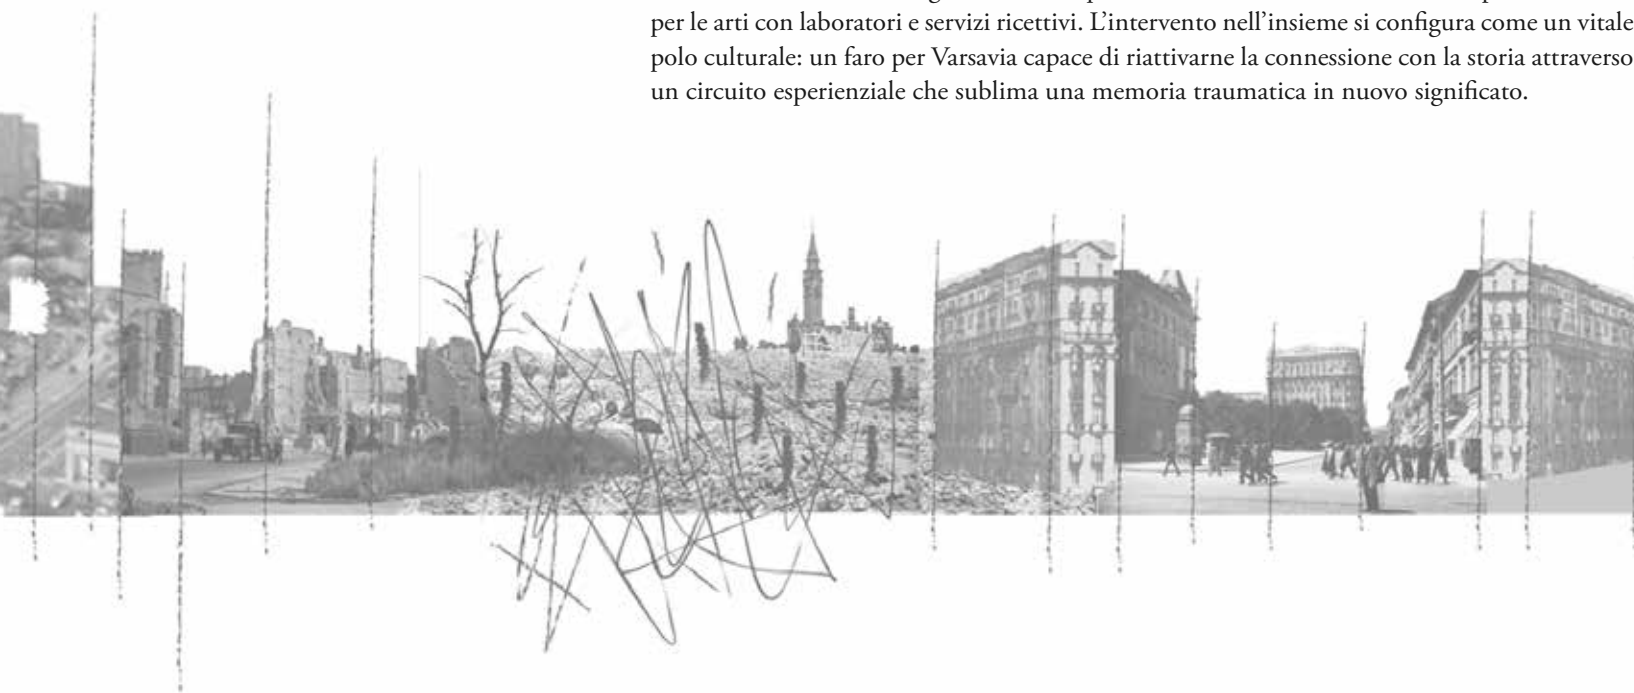 per le arti con laboratori e servizi ricettivi. L’intervento nell’insieme si configura come un vitale
polo culturale: un faro per Varsavia capace di riattivarne la connessione con la storia attraverso
un circuito esperienziale che sublima una memoria traumatica in nuovo significato.